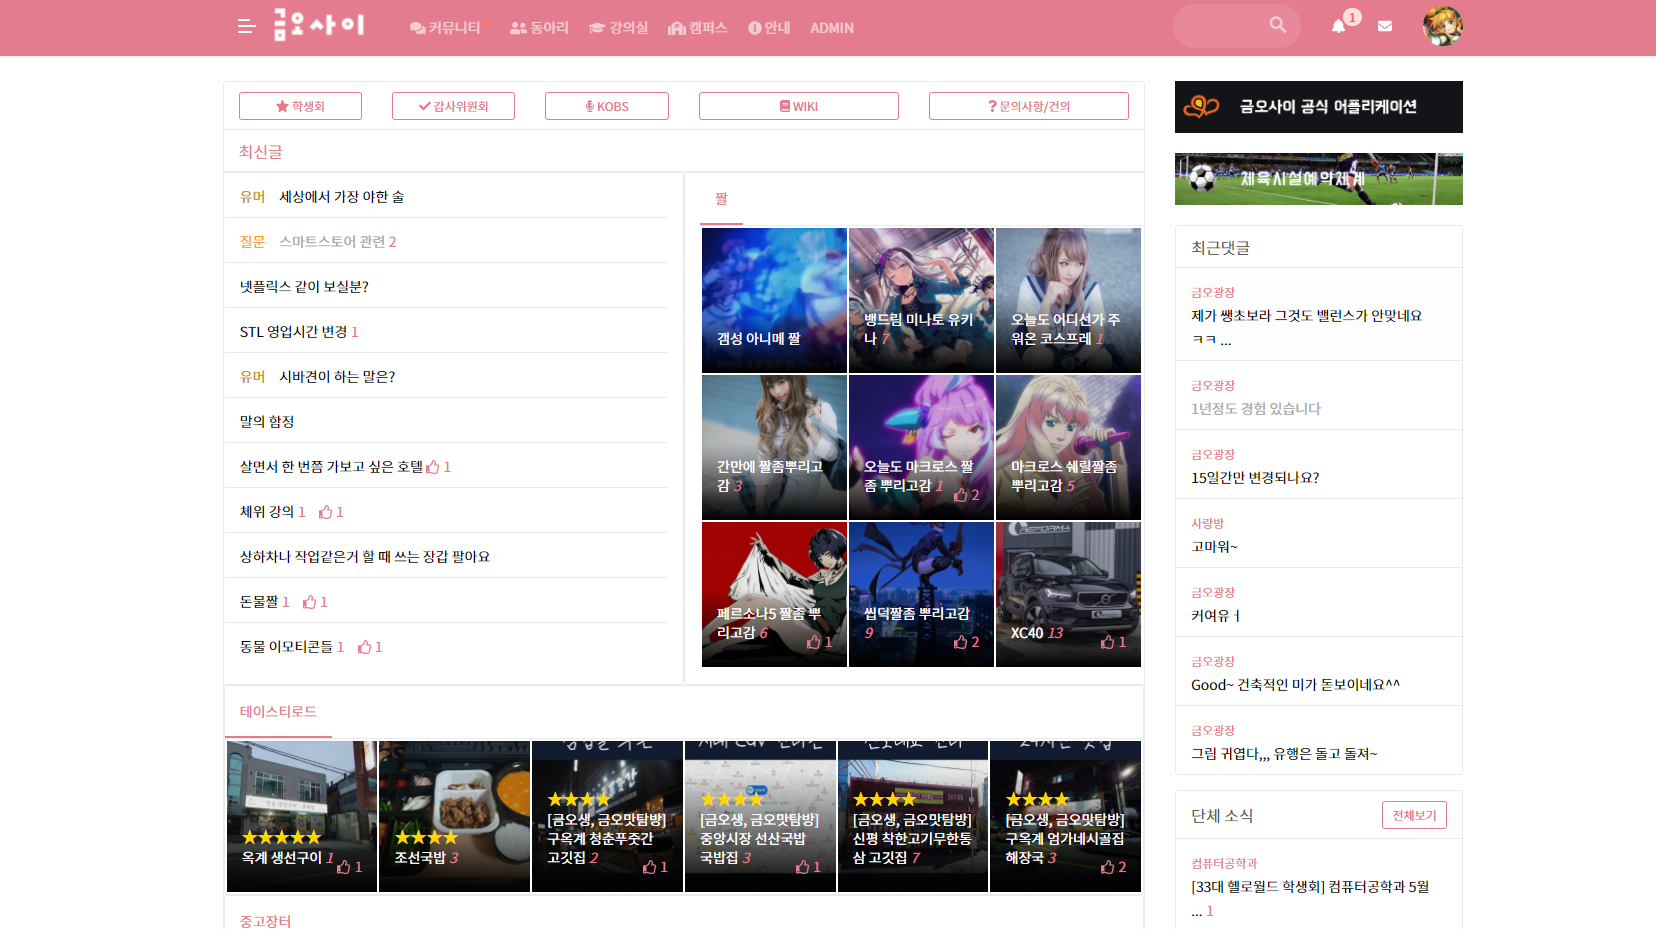 금오사이
커뮤니티
동아리
강의실
캠퍼스
안내
ADMIN
1
학생회
감사위원회
KOBS
WIKI
문의사항/건의
최신글
유머 세상에서 가장 야한 술
질문 스마트스토어 관련 2
넷플릭스 같이 보실분?
STL 영업시간 변경 1
유머 시바견이 하는 말은?
말의 함정
살면서 한 번쯤 가보고 싶은 호텔 1
체위 강의 1 1
상하차나 작업같은거 할 때 쓰는 장갑 팔아요
돈물짤 1 1
동물 이모티콘들 1 1
짤
갬성 아니메 짤
뱅드림 미나토 유키
나 7
오늘도 어디선가 주
워온 코스프레 1
간만에 짤좀뿌리고
감 3
오늘도 마크로스 짤
좀 뿌리고감 1
2
마크로스 쉐릴짤좀
뿌리고감 5
페르소나5 짤좀 뿌
리고감 6
1
씹덕짤좀 뿌리고감
9
2
XC40 13
1
테이스티로드
옥계 생선구이 1
1
조선국밥 3
[금오생, 금오맛탐방]
구옥계 청춘푸줏간
고깃집 2
1
[금오생, 금오맛탐방]
중앙시장 선산국밥
국밥집 3
1
[금오생, 금오맛탐방]
신평 착한고기무한통
삼 고깃집 7
[금오생, 금오맛탐방]
구옥계 엄가네시골집
해장국 3
2
중고장터
금오사이 공식 어플리케이션
체육시설예약체계
최근댓글
금오광장
제가 쌩초보라 그것도 밸런스가 안맞네요
ㅋㅋ ...
금오광장
1년정도 경험 있습니다
금오광장
15일간만 변경되나요?
사랑방
고마워~
금오광장
커여유ㅓ
금오광장
Good~ 건축적인 미가 돋보이네요^^
금오광장
그림 귀엽다,,, 유행은 돌고 돌져~
단체 소식
전체보기
컴퓨터공학과
[33대 헬로월드 학생회] 컴퓨터공학과 5월
... 1